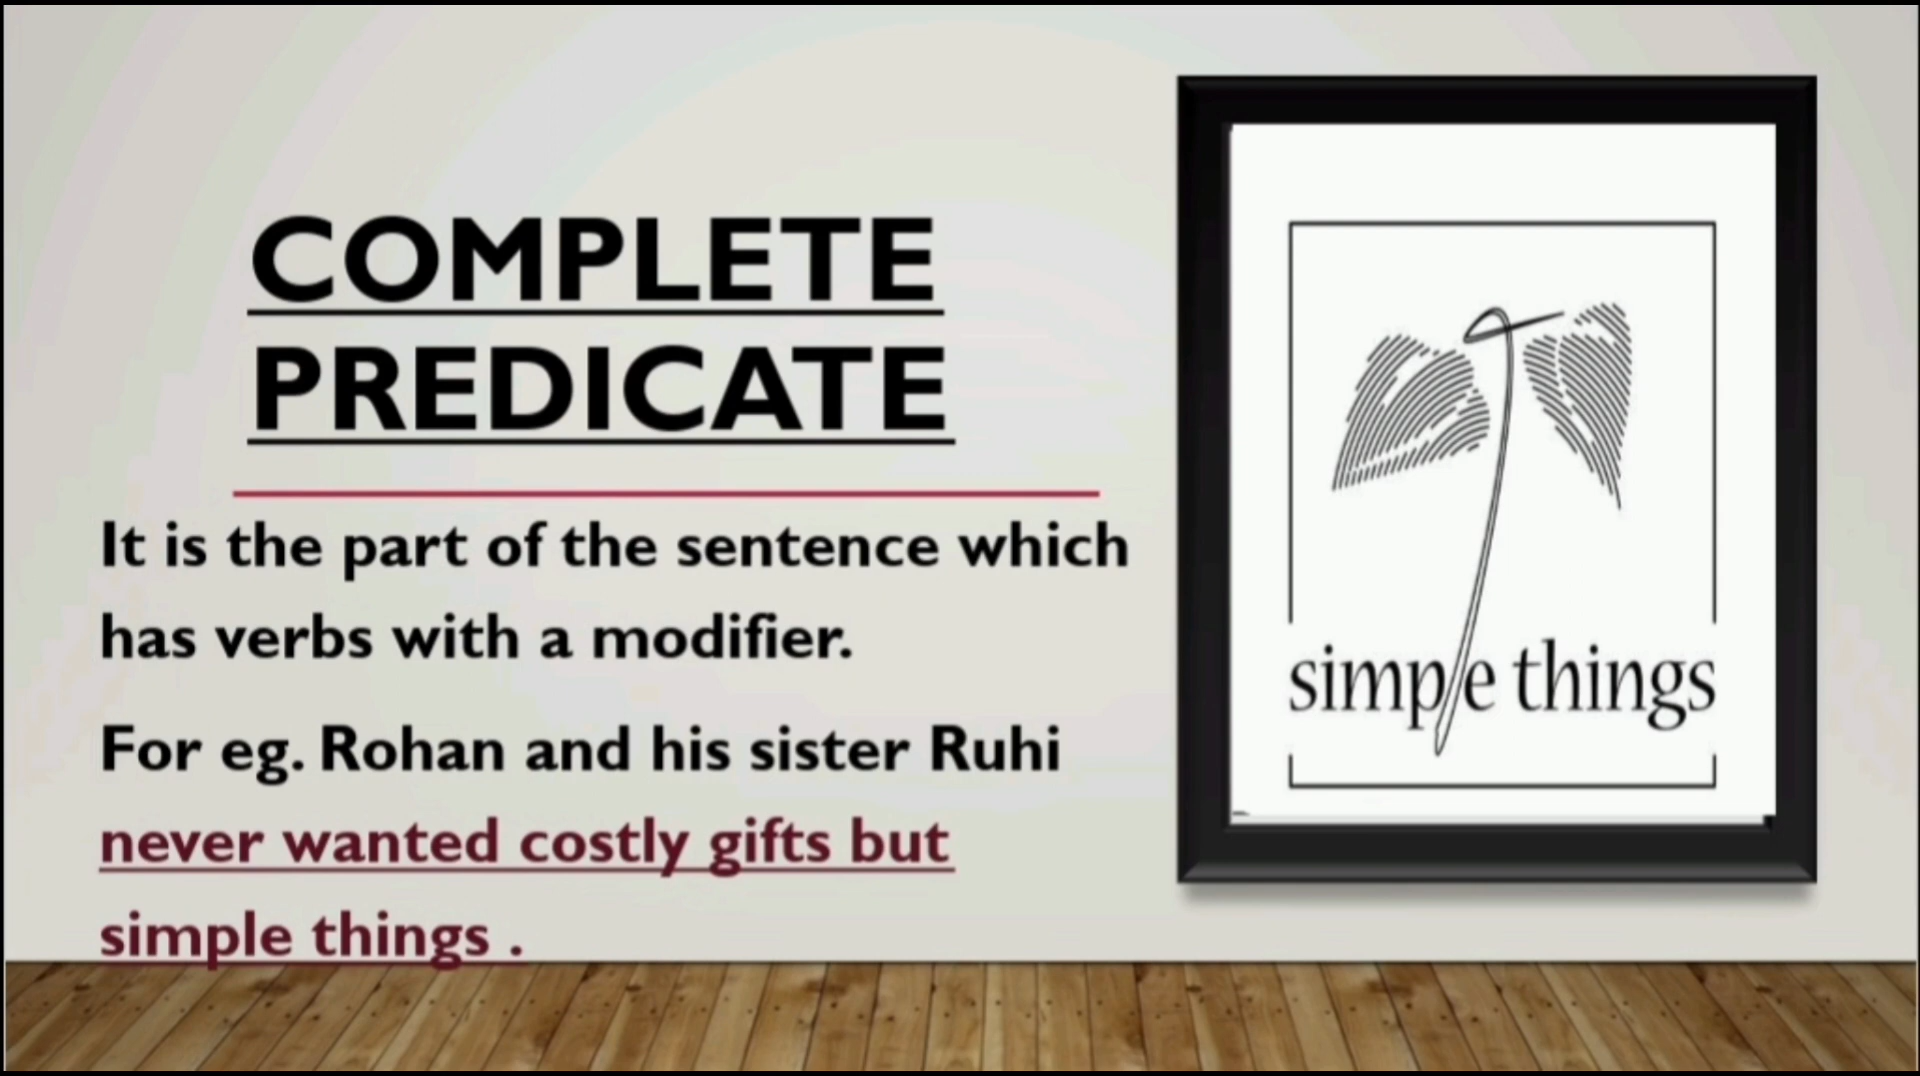 COMPLETE
PREDICATE
It is the part of the sentence which
has verbs with a modifier.
For eg. Rohan and his sister Ruhi
never wanted costly gifts but
simple things .
simple things